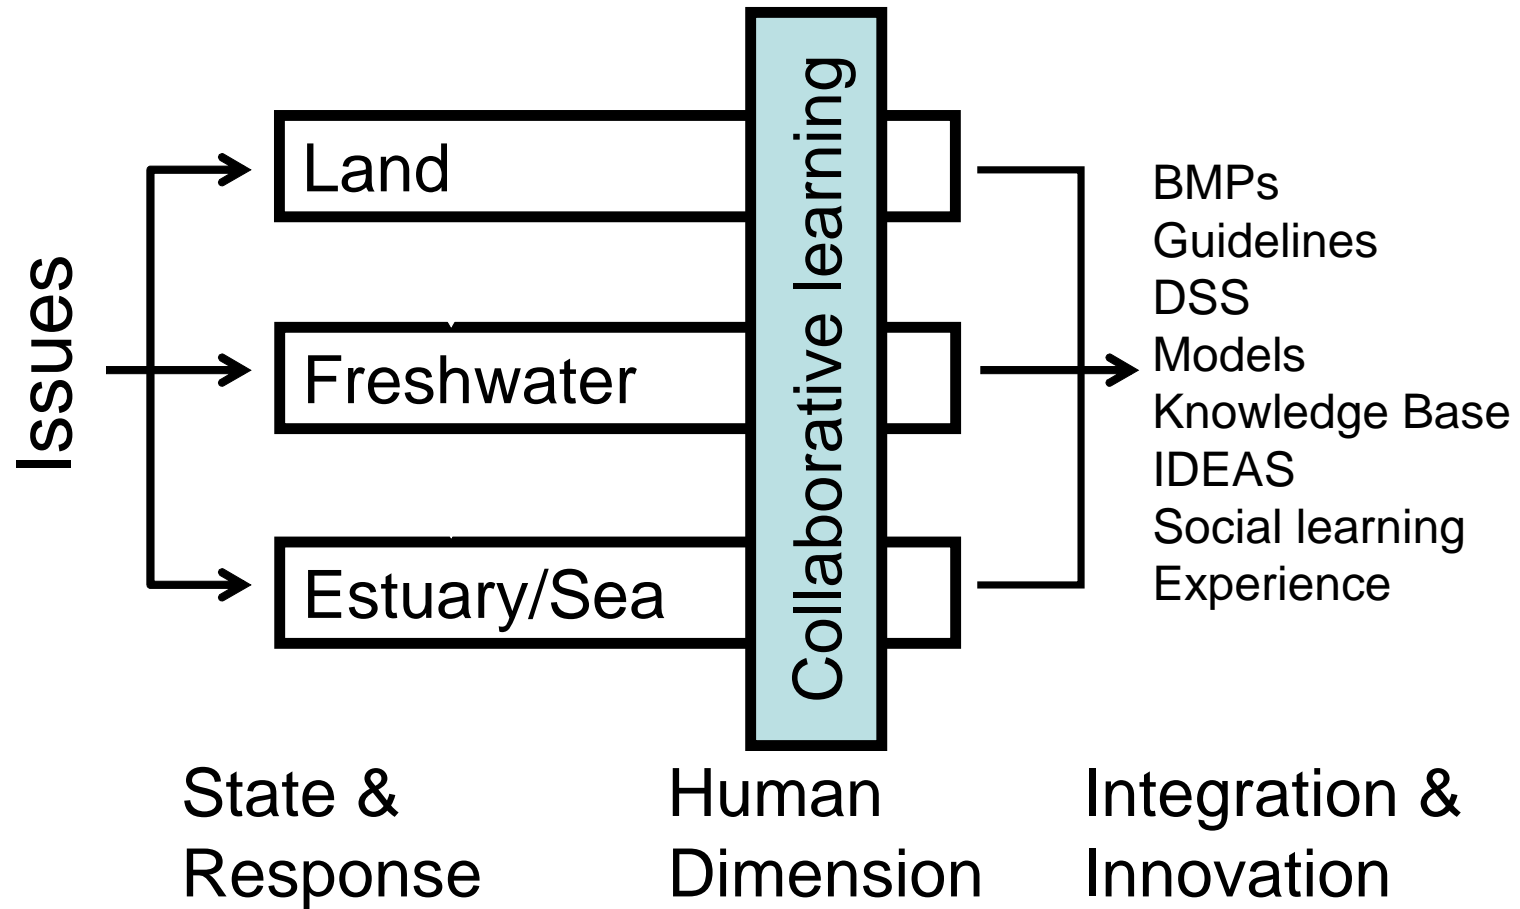 Issues
Land
Freshwater
Estuary/Sea
Collaborative learning
BMPs
Guidelines
DSS
Models
Knowledge Base
IDEAS
Social learning
Experience
State &
Response
Human
Dimension
Integration &
Innovation